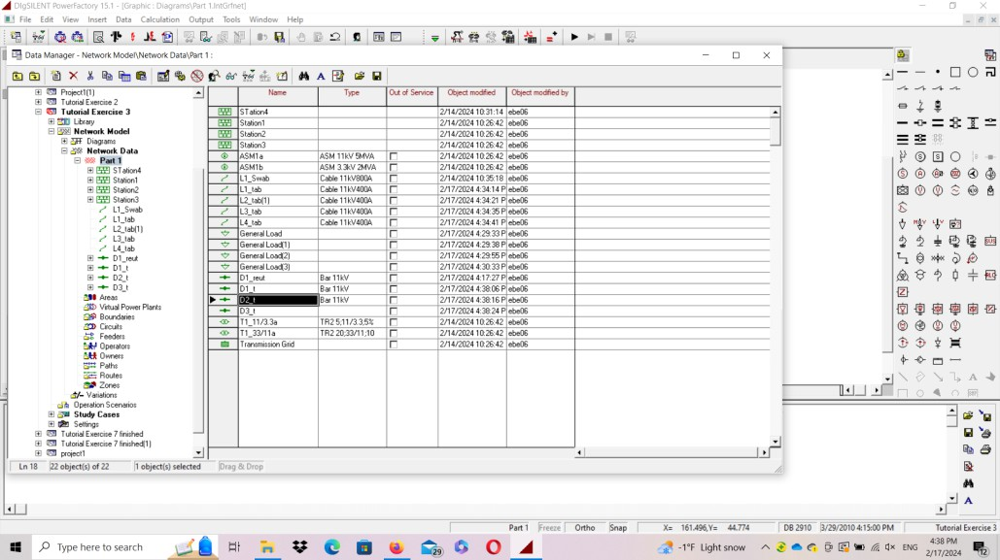 DIgSILENT PowerFactory 15.1 - [Graphic : Diagrams\Part 1.IntGrfnet]
File Edit View Insert Data Calculation Output Tools Window Help
Data Manager - Network Model\Network Data\Part 1 :
Project1(1)
Tutorial Exercise 2
Tutorial Exercise 3
Library
Network Model
Diagrams
Network Data
Part 1
STation4
Station1
Station2
Station3
L1_Swab
L1_tab
L2_tab(1)
L3_tab
L4_tab
D1_reut
D1_t
D2_t
D3_t
Areas
Virtual Power Plants
Boundaries
Circuits
Feeders
Operators
Owners
Paths
Routes
Zones
Variations
Operation Scenarios
Study Cases
Settings
Tutorial Exercise 7 finished
Tutorial Exercise 7 finished(1)
project1
Name Type Out of Service Object modified Object modified by
STation4 2/14/2024 10:31:14 ebe06
Station1 2/14/2024 10:26:42 ebe06
Station2 2/14/2024 10:26:42 ebe06
Station3 2/14/2024 10:26:42 ebe06
ASM1a ASM 11kV 5MVA 2/14/2024 10:26:42 ebe06
ASM1b ASM 3.3kV 2MVA 2/14/2024 10:26:42 ebe06
L1_Swab Cable 11kV800A 2/14/2024 10:35:18 ebe06
L1_tab Cable 11kV400A 2/17/2024 4:34:14 P ebe06
L2_tab(1) Cable 11kV400A 2/17/2024 4:34:21 P ebe06
L3_tab Cable 11kV400A 2/17/2024 4:34:35 P ebe06
L4_tab Cable 11kV400A 2/17/2024 4:34:41 P ebe06
General Load 2/17/2024 4:29:33 P ebe06
General Load(1) 2/17/2024 4:29:38 P ebe06
General Load(2) 2/17/2024 4:29:55 P ebe06
General Load(3) 2/17/2024 4:30:33 P ebe06
D1_reut Bar 11kV 2/17/2024 4:17:27 P ebe06
D1_t Bar 11kV 2/17/2024 4:38:06 P ebe06
D2_t Bar 11kV 2/17/2024 4:38:16 P ebe06
D3_t 2/17/2024 4:38:24 P ebe06
T1_11/3.3a TR2 5;11/3.3;5% 2/14/2024 10:26:42 ebe06
T1_33/11a TR2 20;33/11;10 2/14/2024 10:26:42 ebe06
Transmission Grid 2/14/2024 10:26:42 ebe06
Ln 18 22 object(s) of 22 1 object(s) selected Drag & Drop
Part 1 Freeze Ortho Snap X= 161.496,Y= 44.774 DB 2910 3/29/2010 4:15:00 PM Tutorial Exercise 3
Type here to search
29
-1°F Light snow
ENG
4:38 PM
2/17/2024
12